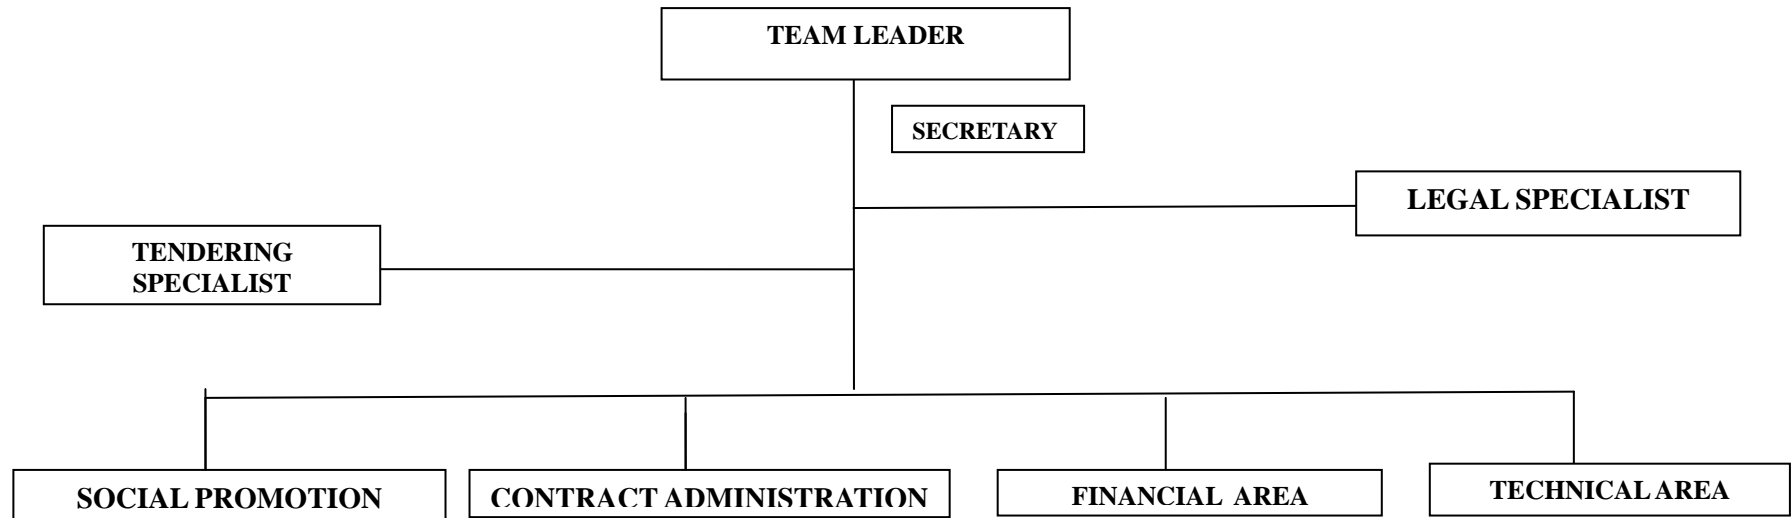 TEAM LEADER
SECRETARY
LEGAL SPECIALIST
TENDERING
SPECIALIST
SOCIAL PROMOTION
CONTRACT ADMINISTRATION
FINANCIAL AREA
TECHNICAL AREA